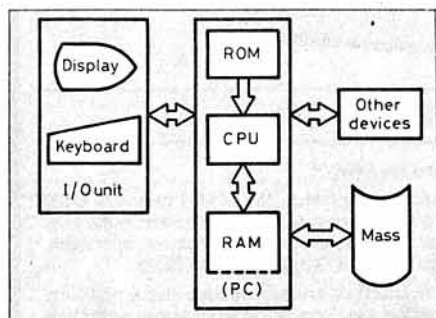 Display
Keyboard
I/O unit
ROM
CPU
RAM
(PC)
Other
devices
Mass